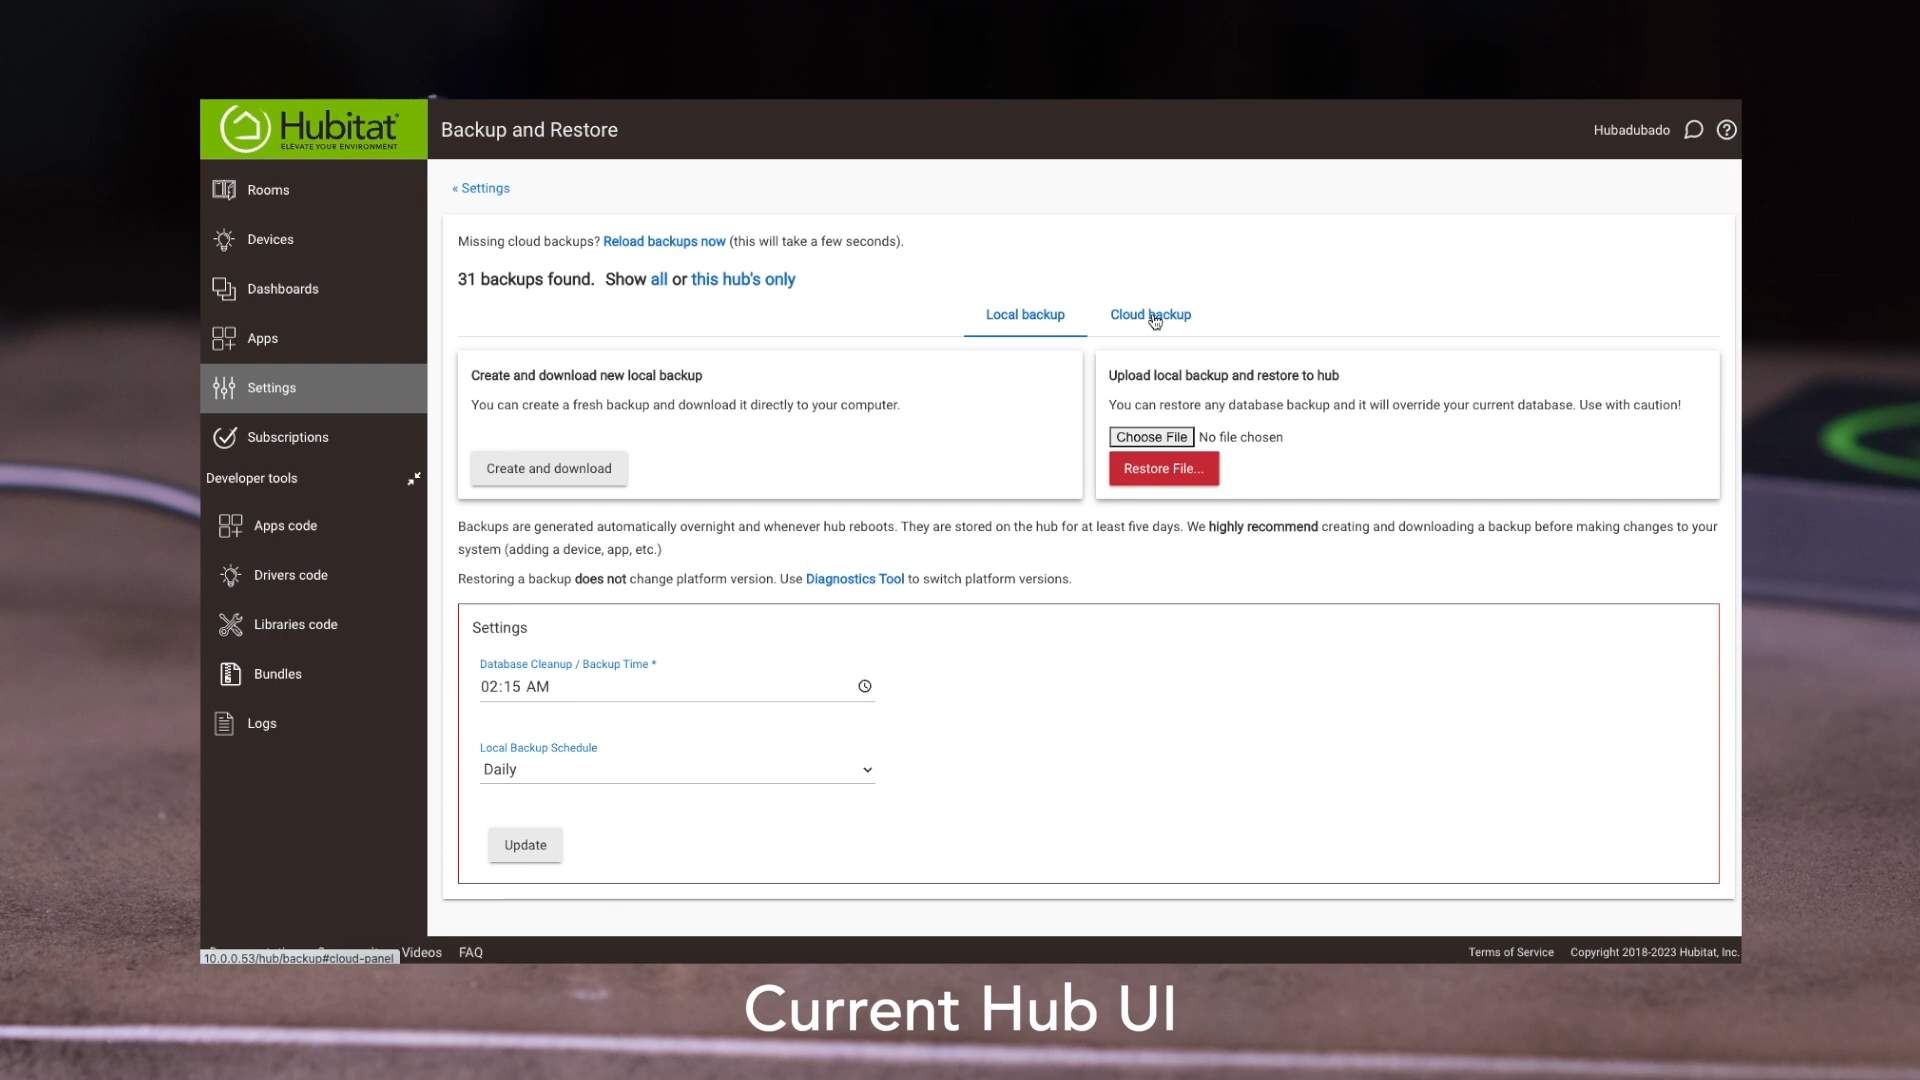 Hubitat
ELEVATE YOUR ENVIRONMENT
Backup and Restore
Hubadubado
Rooms
Devices
Dashboards
Apps
Settings
Subscriptions
Developer tools
Apps code
Drivers code
Libraries code
Bundles
Logs
« Settings
Missing cloud backups? Reload backups now (this will take a few seconds).
31 backups found. Show all or this hub's only
Local backup
Cloud backup
Create and download new local backup
You can create a fresh backup and download it directly to your computer.
Create and download
Upload local backup and restore to hub
You can restore any database backup and it will override your current database. Use with caution!
Choose File No file chosen
Restore File...
Backups are generated automatically overnight and whenever hub reboots. They are stored on the hub for at least five days. We highly recommend creating and downloading a backup before making changes to your
system (adding a device, app, etc.)
Restoring a backup does not change platform version. Use Diagnostics Tool to switch platform versions.
Settings
Database Cleanup / Backup Time *
02:15 AM
Local Backup Schedule
Daily
Update
10.0.0.53/hub/backup#cloud-panel
Videos
FAQ
Terms of Service
Copyright 2018-2023 Hubitat, Inc.
Current Hub UI